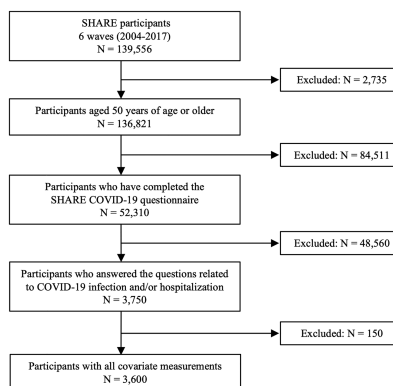 SHARE participants
6 waves (2004-2017)
N = 139,556
Excluded: N = 2,735
Participants aged 50 years of age or older
N = 136,821
Excluded: N = 84,511
Participants who have completed the
SHARE COVID-19 questionnaire
N = 52,310
Excluded: N = 48,560
Participants who answered the questions related
to COVID-19 infection and/or hospitalization
N = 3,750
Excluded: N = 150
Participants with all covariate measurements
N = 3,600